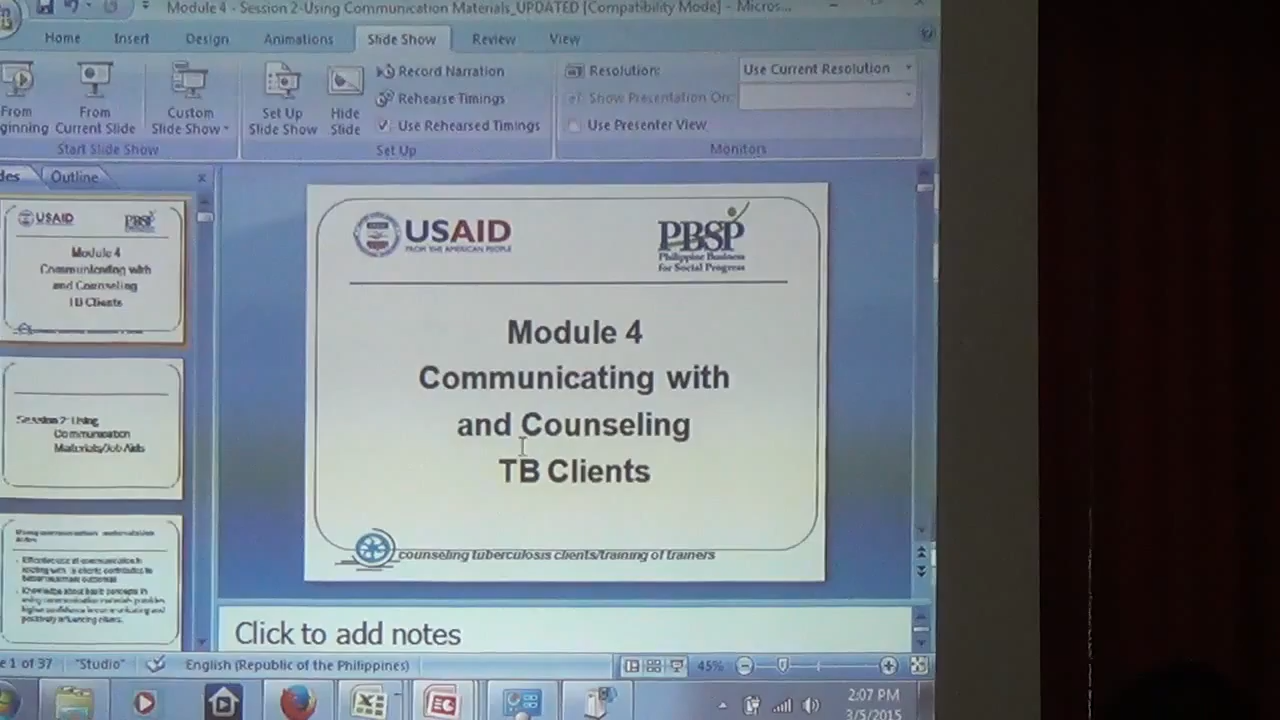 Module 4 - Session 2-Using Communication Materials_UPDATED [Compatibility Mode] - Micros...
Home Insert Design Animations Slide Show Review View
From Beginning
From Current Slide
Custom Slide Show
Set Up Slide Show
Hide Slide
Record Narration
Rehearse Timings
Use Rehearsed Timings
Resolution: Use Current Resolution
Show Presentation On:
Use Presenter View
Start Slide Show Set Up Monitors
Outline
USAID PBSP
Module 4
Communicating with
and Counseling
TB Clients
Session 2: Using
Communication
Materials/Job Aids
USAID
FROM THE AMERICAN PEOPLE
PBSP
Philippine Business
for Social Progress
Module 4
Communicating with
and Counseling
TB Clients
counseling tuberculosis clients/training of trainers
Click to add notes
1 of 37 "Studio" English (Republic of the Philippines) 45%
2:07 PM
3/5/2015